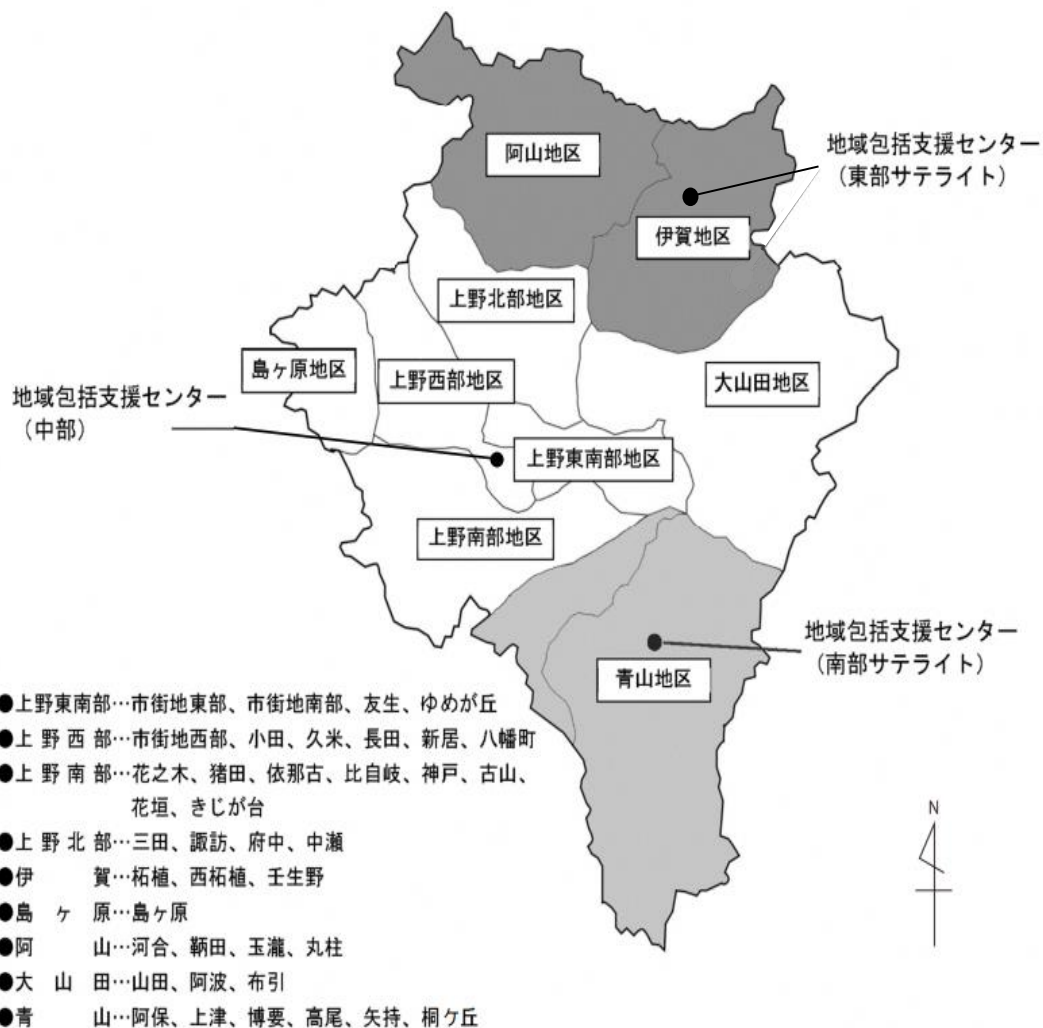 阿山地区
地域包括支援センター
（東部サテライト）
伊賀地区
上野北部地区
島ヶ原地区
上野西部地区
大山田地区
地域包括支援センター
（中部）
上野東南部地区
上野南部地区
地域包括支援センター
（南部サテライト）
青山地区
●上野東南部…市街地東部、市街地南部、友生、ゆめが丘
●上野西部…市街地西部、小田、久米、長田、新居、八幡町
●上野南部…花之木、猪田、依那古、比自岐、神戸、古山、
花垣、きじが台
●上野北部…三田、諏訪、府中、中瀬
●伊賀…柘植、西柘植、壬生野
●島ヶ原…島ヶ原
●阿山…河合、鞆田、玉瀧、丸柱
●大山田…山田、阿波、布引
●青山…阿保、上津、博要、高尾、矢持、桐ケ丘
N